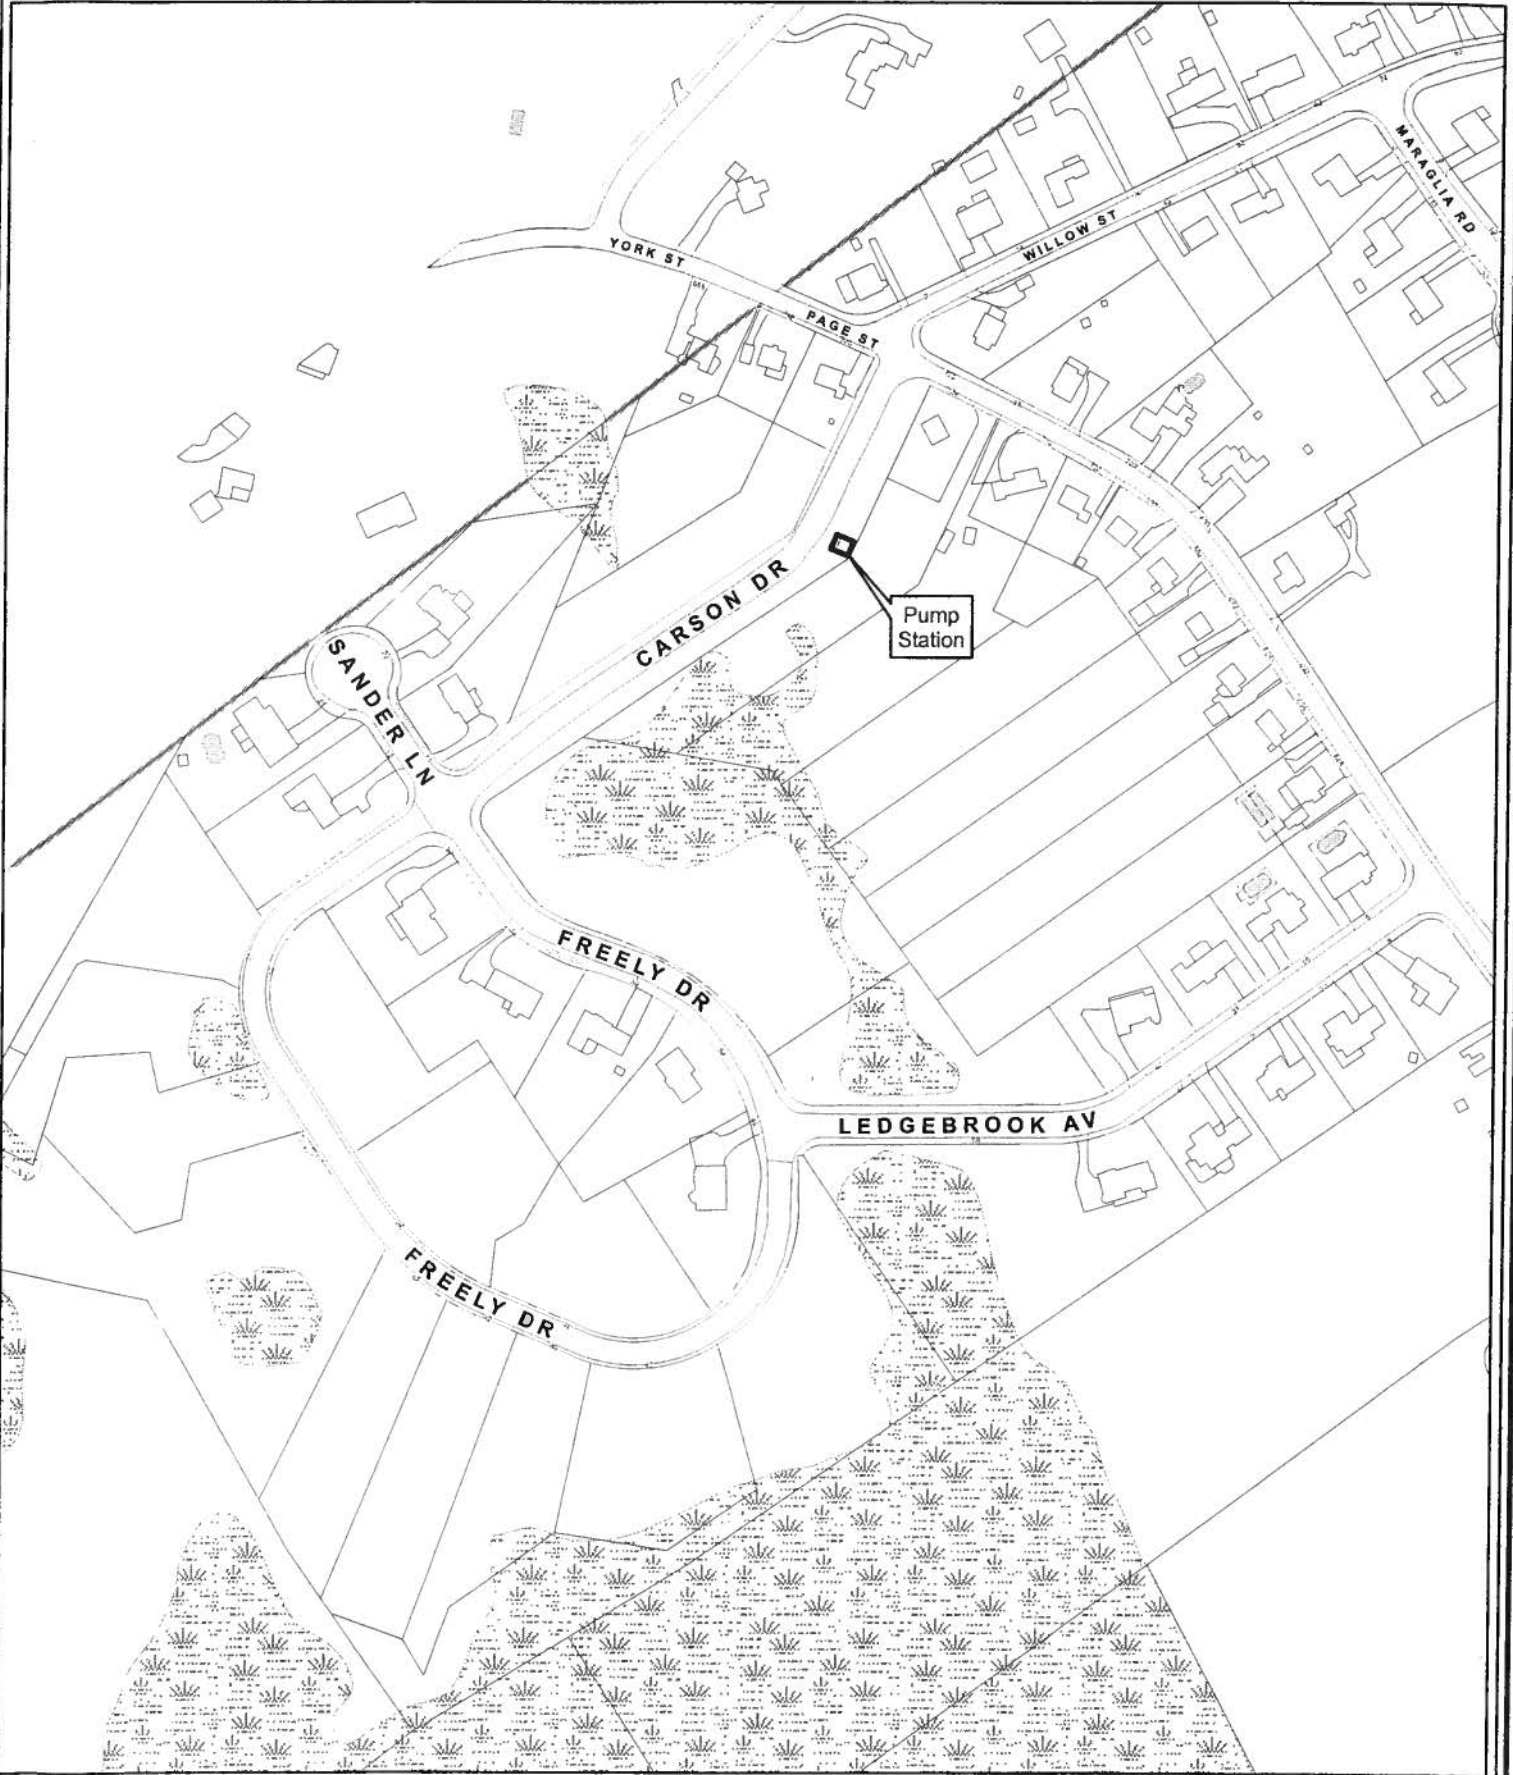 MARAGLIA RD
WILLOW ST
YORK ST
PAGE ST
CARSON DR
Pump
Station
SANDER LN
FREELY DR
LEDGEBROOK AV
FREELY DR